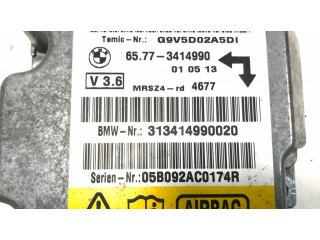 Temic-Nr.: G9V5D02A5DI
65.77-3414990
01 05 13
V 3.6
MRSZ4-rd 4677
BMW-Nr.: 313414990020
Serien-Nr.: 05B092AC0174R
AIRBAG